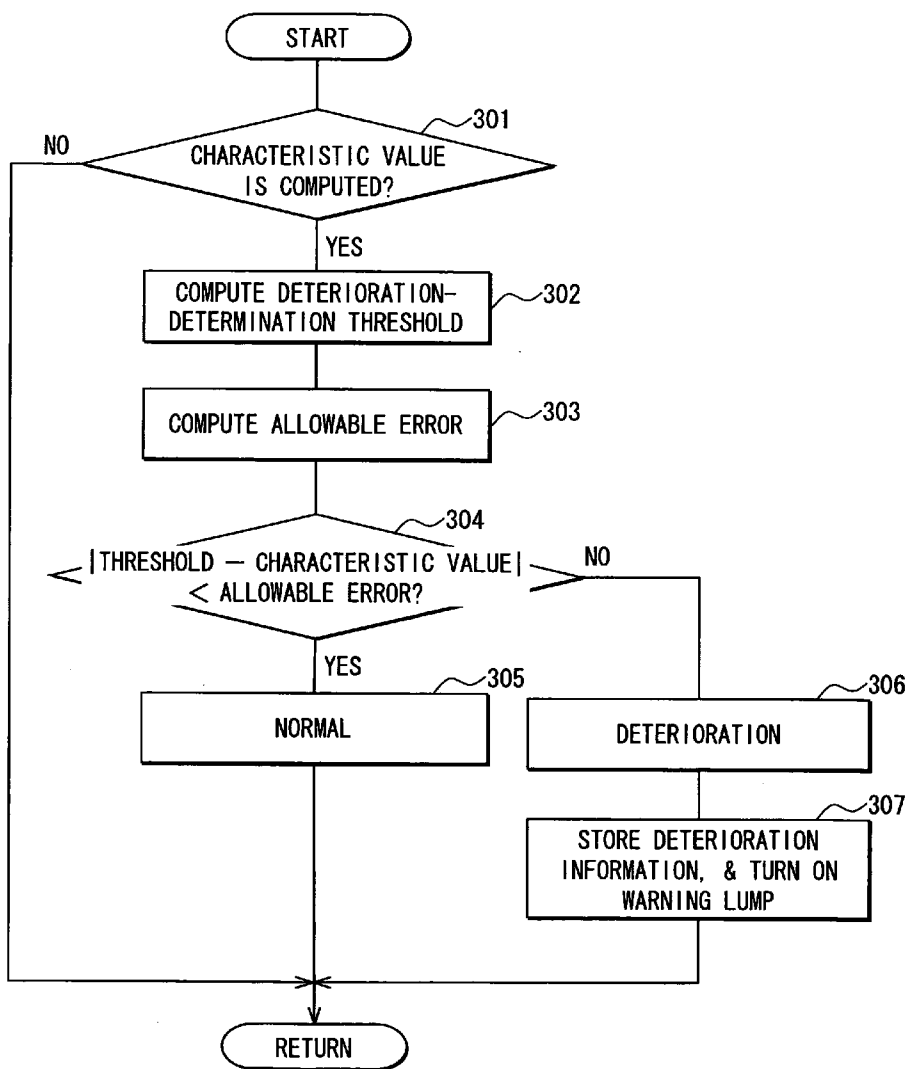 START
301
NO
CHARACTERISTIC VALUE
IS COMPUTED?
YES
COMPUTE DETERIORATION-
DETERMINATION THRESHOLD
302
COMPUTE ALLOWABLE ERROR
303
304
|THRESHOLD — CHARACTERISTIC VALUE|
< ALLOWABLE ERROR?
NO
YES
305
NORMAL
306
DETERIORATION
307
STORE DETERIORATION
INFORMATION, & TURN ON
WARNING LUMP
RETURN